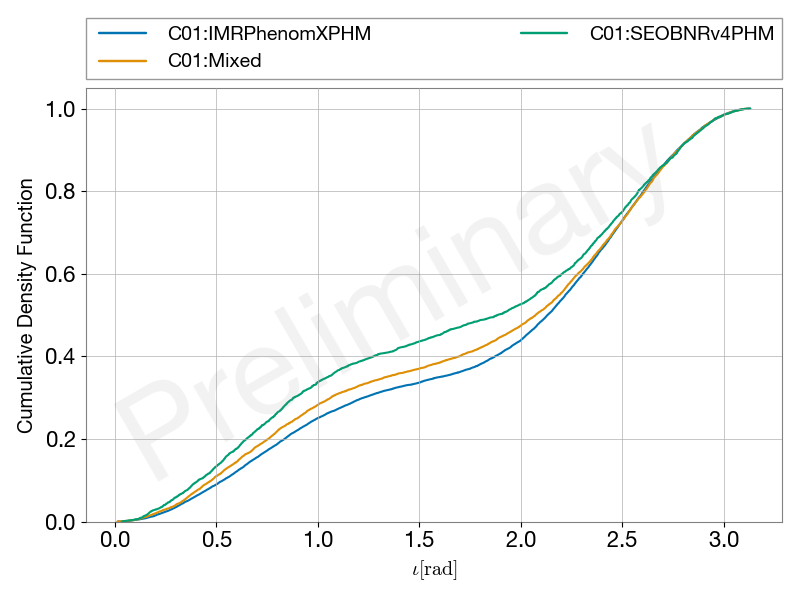 C01:IMRPhenomXPHM
C01:SEOBNRv4PHM
C01:Mixed
Preliminary
Cumulative Density Function
1.0
0.8
0.6
0.4
0.2
0.0
0.0 0.5 1.0 1.5 2.0 2.5 3.0
ι[rad]